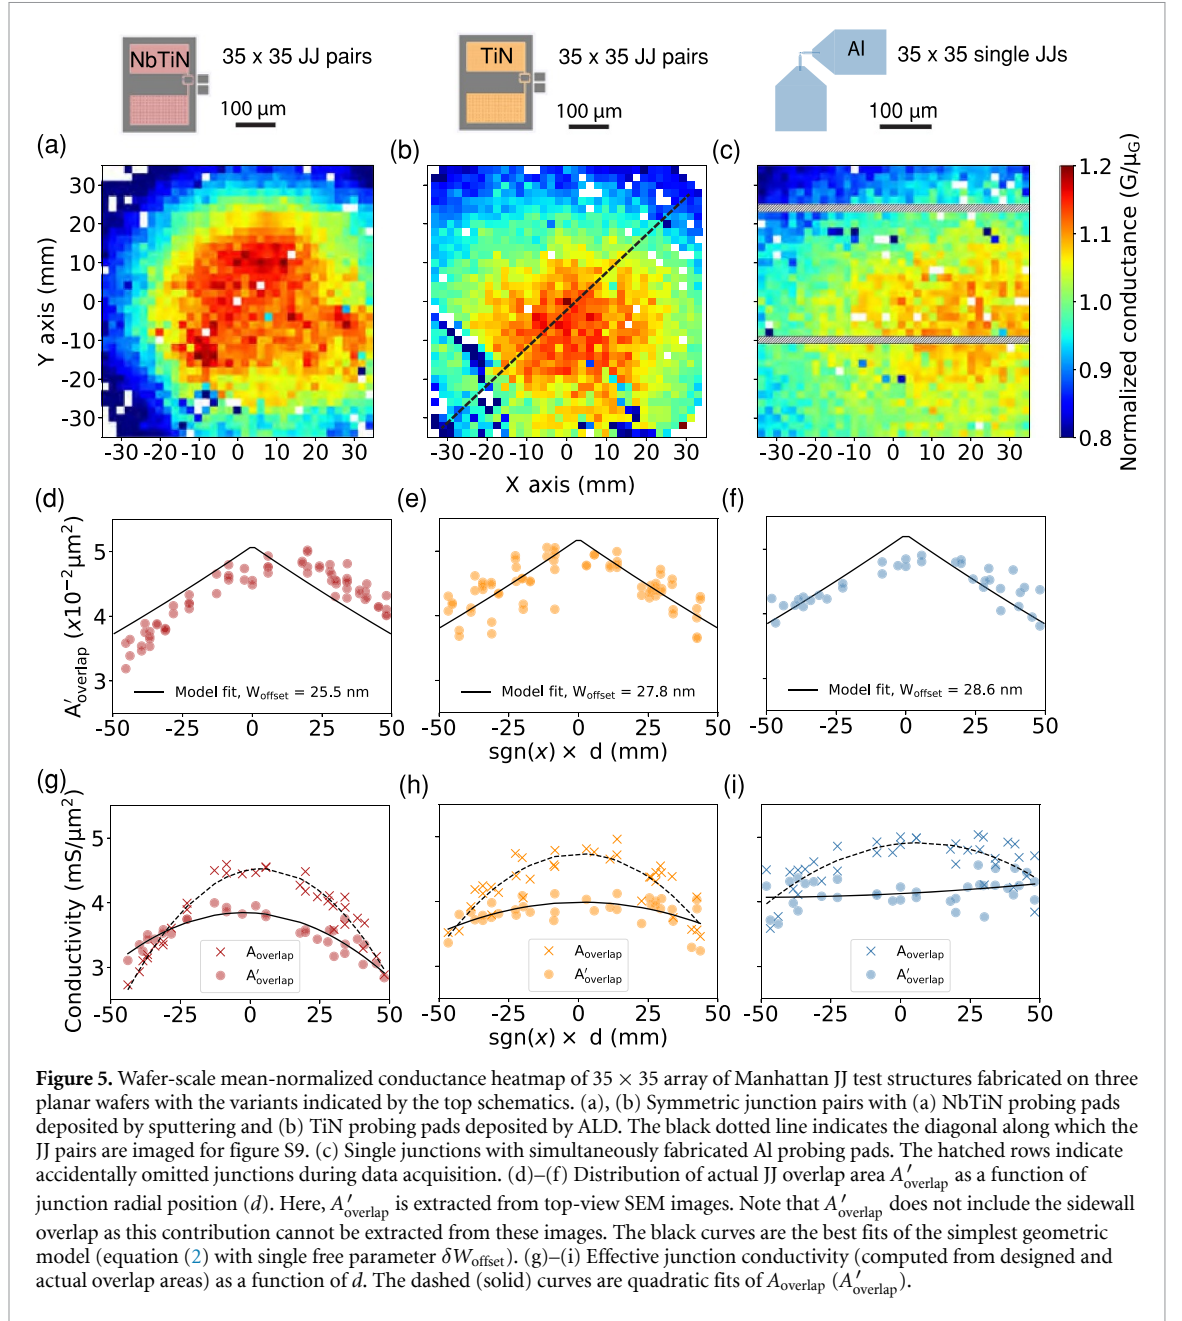 NbTiN 35 x 35 JJ pairs
100 μm
TiN 35 x 35 JJ pairs
100 μm
Al 35 x 35 single JJs
100 μm
(a)
(b)
(c)
Y axis (mm)
30
20
10
0
-10
-20
-30
-30 -20 -10 0 10 20 30
-30 -20 -10 0 10 20 30
-30 -20 -10 0 10 20 30
X axis (mm)
1.2
1.1
1.0
0.9
0.8
Normalized conductance (G/μG)
(d)
(e)
(f)
A′overlap (x10⁻²μm²)
5
4
3
Model fit, Woffset = 25.5 nm
Model fit, Woffset = 27.8 nm
Model fit, Woffset = 28.6 nm
-50 -25 0 25 50
-50 -25 0 25 50
-50 -25 0 25 50
sgn(x) × d (mm)
(g)
(h)
(i)
Conductivity (mS/μm²)
5
4
3
Aoverlap
A′overlap
Aoverlap
A′overlap
Aoverlap
A′overlap
-50 -25 0 25 50
-50 -25 0 25 50
-50 -25 0 25 50
sgn(x) × d (mm)
Figure 5. Wafer-scale mean-normalized conductance heatmap of 35 × 35 array of Manhattan JJ test structures fabricated on three
planar wafers with the variants indicated by the top schematics. (a), (b) Symmetric junction pairs with (a) NbTiN probing pads
deposited by sputtering and (b) TiN probing pads deposited by ALD. The black dotted line indicates the diagonal along which the
JJ pairs are imaged for figure S9. (c) Single junctions with simultaneously fabricated Al probing pads. The hatched rows indicate
accidentally omitted junctions during data acquisition. (d)–(f) Distribution of actual JJ overlap area A′overlap as a function of
junction radial position (d). Here, A′overlap is extracted from top-view SEM images. Note that A′overlap does not include the sidewall
overlap as this contribution cannot be extracted from these images. The black curves are the best fits of the simplest geometric
model (equation (2) with single free parameter δWoffset). (g)–(i) Effective junction conductivity (computed from designed and
actual overlap areas) as a function of d. The dashed (solid) curves are quadratic fits of Aoverlap (A′overlap).